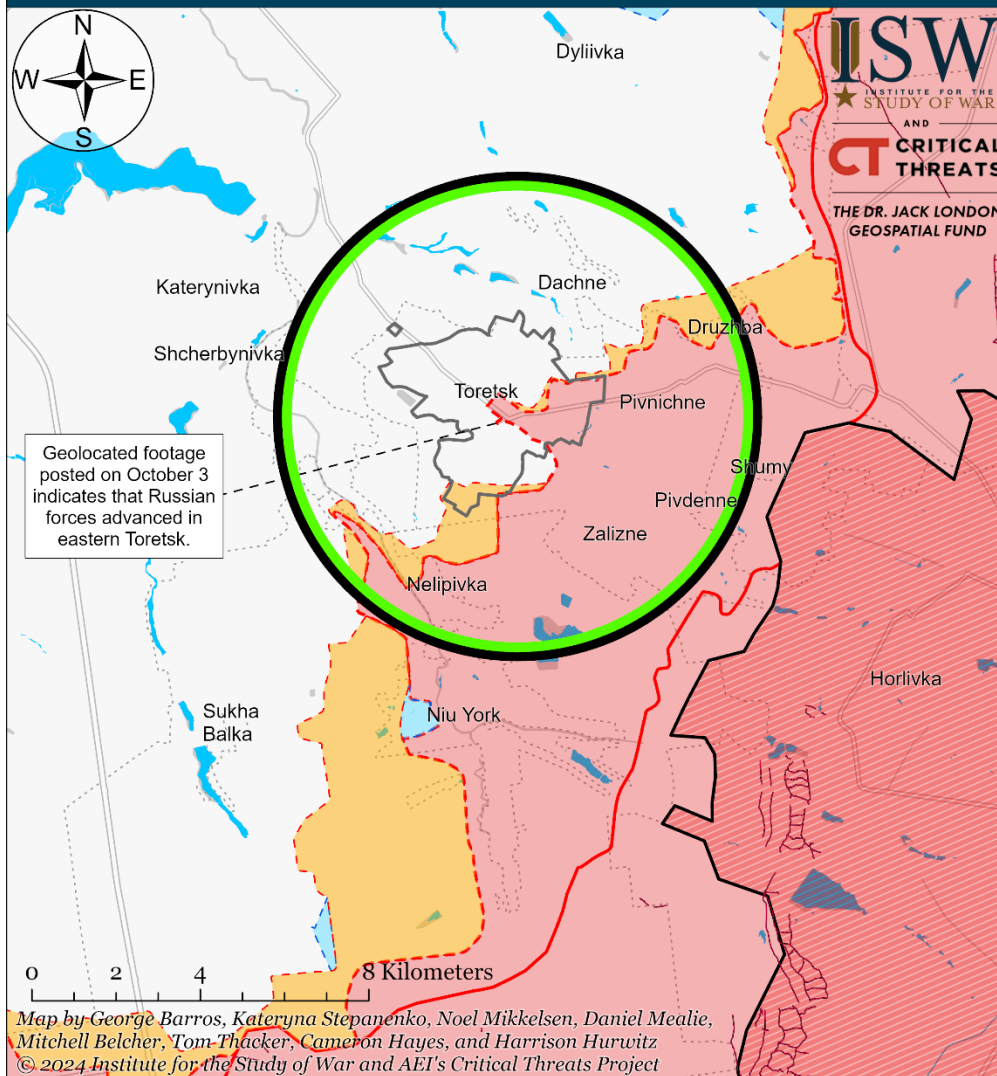 N
W
E
S
Dyliivka
ISW
INSTITUTE FOR THE
STUDY OF WAR
AND
CT CRITICAL
THREATS
THE DR. JACK LONDON
GEOSPATIAL FUND
Katerynivka
Dachne
Druzhba
Shcherbynivka
Toretsk
Pivnichne
Geolocated footage
posted on October 3
indicates that Russian
forces advanced in
eastern Toretsk.
Shumy
Pivdenne
Zalizne
Nelipivka
Horlivka
Niu York
Sukha
Balka
0 2 4 8 Kilometers
Map by George Barros, Kateryna Stepanenko, Noel Mikkelsen, Daniel Mealie,
Mitchell Belcher, Tom Thacker, Cameron Hayes, and Harrison Hurwitz
© 2024 Institute for the Study of War and AEI's Critical Threats Project